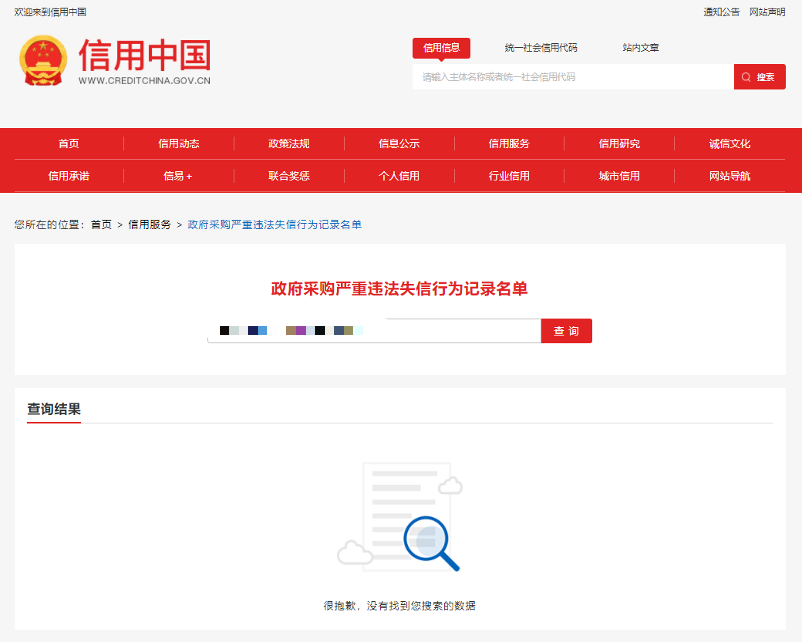 欢迎来到信用中国
通知公告 网站声明
信用中国
WWW.CREDITCHINA.GOV.CN
信用信息 统一社会信用代码 站内文章
请输入主体名称或者统一社会信用代码 搜索
首页 信用动态 政策法规 信息公示 信用服务 信用研究 诚信文化
信用承诺 信易+ 联合奖惩 个人信用 行业信用 城市信用 网站导航
您所在的位置：首页 > 信用服务 > 政府采购严重违法失信行为记录名单
政府采购严重违法失信行为记录名单
查 询
查询结果
很抱歉，没有找到您搜索的数据